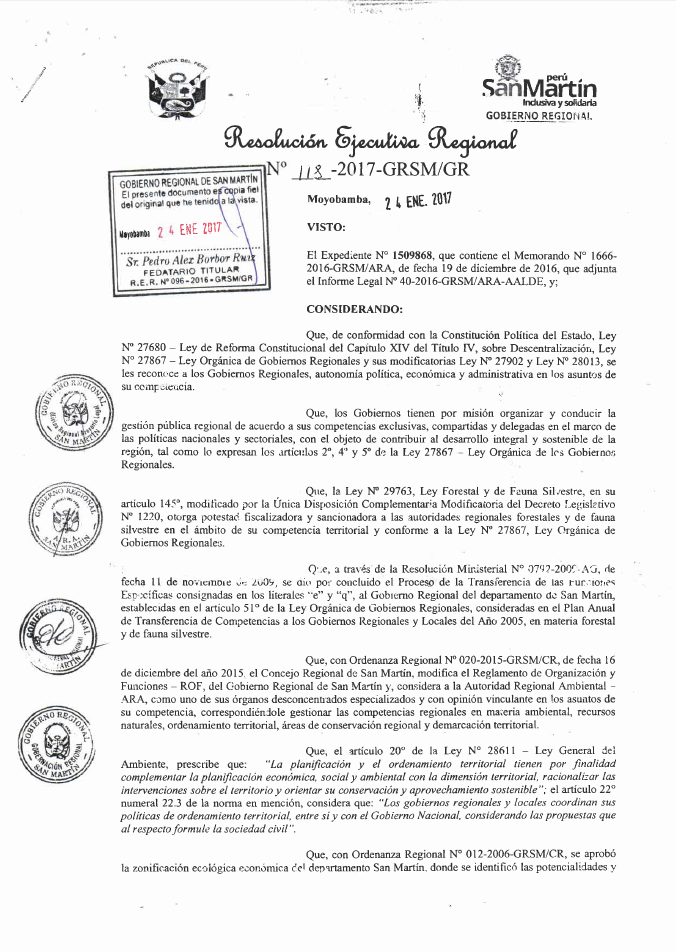 REPUBLICA DEL PERU
perú
SanMartín
Inclusiva y solidaria
GOBIERNO REGIONAL
Resolución Ejecutiva Regional
N° 118 -2017-GRSM/GR
GOBIERNO REGIONAL DE SAN MARTÍN
El presente documento es copia fiel
del original que he tenido a la vista.
Moyobamba 24 ENE 2017
Sr. Pedro Alex Borbor Ruiz
FEDATARIO TITULAR
R.E.R. N° 096-2016-GRSM/GR
Moyobamba, 24 ENE. 2017
VISTO:
El Expediente N° 1509868, que contiene el Memorando N° 1666-
2016-GRSM/ARA, de fecha 19 de diciembre de 2016, que adjunta
el Informe Legal N° 40-2016-GRSM/ARA-AALDE, y;
CONSIDERANDO:
Que, de conformidad con la Constitución Política del Estado, Ley
N° 27680 – Ley de Reforma Constitucional del Capítulo XIV del Título IV, sobre Descentralización, Ley
N° 27867 – Ley Orgánica de Gobiernos Regionales y sus modificatorias Ley N° 27902 y Ley N° 28013, se
les reconoce a los Gobiernos Regionales, autonomía política, económica y administrativa en los asuntos de
su competencia.
Que, los Gobiernos tienen por misión organizar y conducir la
gestión pública regional de acuerdo a sus competencias exclusivas, compartidas y delegadas en el marco de
las políticas nacionales y sectoriales, con el objeto de contribuir al desarrollo integral y sostenible de la
región, tal como lo expresan los artículos 2°, 4° y 5° de la Ley 27867 – Ley Orgánica de los Gobiernos
Regionales.
Que, la Ley N° 29763, Ley Forestal y de Fauna Silvestre, en su
articulo 145°, modificado por la Única Disposición Complementaria Modificatoria del Decreto Legislativo
N° 1220, otorga potestad fiscalizadora y sancionadora a las autoridades regionales forestales y de fauna
silvestre en el ámbito de su competencia territorial y conforme a la Ley N° 27867, Ley Orgánica de
Gobiernos Regionales.
Que, a través de la Resolución Ministerial N° 0792-2009-AG, de
fecha 11 de noviembre de 2009, se dio por concluido el Proceso de la Transferencia de las Funciones
Específicas consignadas en los literales "e" y "q", al Gobierno Regional del departamento de San Martín,
establecidas en el artículo 51° de la Ley Orgánica de Gobiernos Regionales, consideradas en el Plan Anual
de Transferencia de Competencias a los Gobiernos Regionales y Locales del Año 2005, en materia forestal
y de fauna silvestre.
Que, con Ordenanza Regional N° 020-2015-GRSM/CR, de fecha 16
de diciembre del año 2015, el Concejo Regional de San Martín, modifica el Reglamento de Organización y
Funciones – ROF, del Gobierno Regional de San Martín y, considera a la Autoridad Regional Ambiental –
ARA, como uno de sus órganos desconcentrados especializados y con opinión vinculante en los asuntos de
su competencia, correspondiéndole gestionar las competencias regionales en materia ambiental, recursos
naturales, ordenamiento territorial, áreas de conservación regional y demarcación territorial.
Que, el artículo 20° de la Ley N° 28611 – Ley General del
Ambiente, prescribe que: "La planificación y el ordenamiento territorial tienen por finalidad
complementar la planificación económica, social y ambiental con la dimensión territorial, racionalizar las
intervenciones sobre el territorio y orientar su conservación y aprovechamiento sostenible"; el artículo 22°
numeral 22.3 de la norma en mención, considera que: "Los gobiernos regionales y locales coordinan sus
políticas de ordenamiento territorial, entre si y con el Gobierno Nacional, considerando las propuestas que
al respecto formule la sociedad civil".
Que, con Ordenanza Regional N° 012-2006-GRSM/CR, se aprobó
la zonificación ecológica económica del departamento San Martín, donde se identificó las potencialidades y
GOBIERNO REGIONAL
SAN MARTÍN
GOBIERNO REGIONAL
A.R.A.
SAN MARTÍN
GOBIERNO REGIONAL
SAN MARTÍN
GOBIERNO REGIONAL
GOBERNACIÓN REGIONAL
SAN MARTÍN